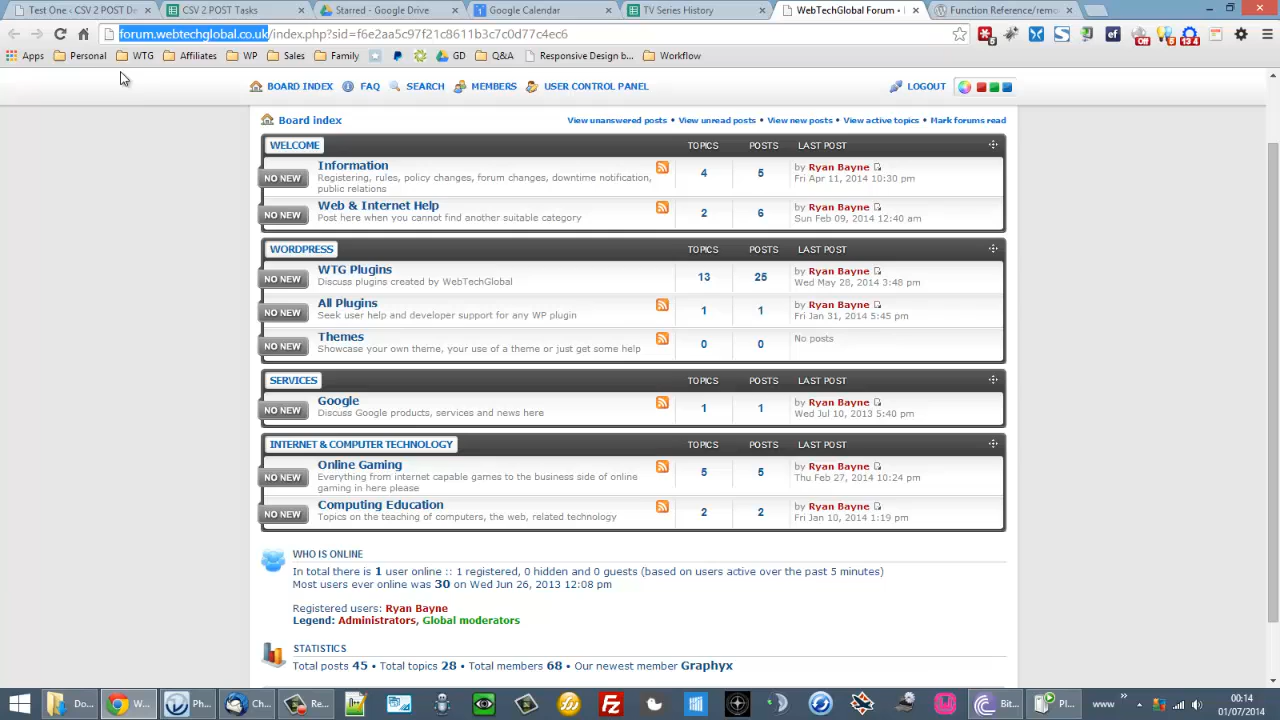 Test One ‹ CSV 2 POST De
CSV 2 POST Tasks
Starred - Google Drive
Google Calendar
TV Series History
WebTechGlobal Forum •
Function Reference/remo
forum.webtechglobal.co.uk/index.php?sid=f6e2aa5c97f21c8611b3c7c0d77c4ec6
Apps
Personal
WTG
Affiliates
WP
Sales
Family
GD
Q&A
Responsive Design b...
Workflow
BOARD INDEX
FAQ
SEARCH
MEMBERS
USER CONTROL PANEL
LOGOUT
Board index
View unanswered posts • View unread posts • View new posts • View active topics • Mark forums read
WELCOME TOPICS POSTS LAST POST
NO NEW
Information
Registering, rules, policy changes, forum changes, downtime notification,
public relations
4 5
by Ryan Bayne
Fri Apr 11, 2014 10:30 pm
NO NEW
Web & Internet Help
Post here when you cannot find another suitable category
2 6
by Ryan Bayne
Sun Feb 09, 2014 12:40 am
WORDPRESS TOPICS POSTS LAST POST
NO NEW
WTG Plugins
Discuss plugins created by WebTechGlobal
13 25
by Ryan Bayne
Wed May 28, 2014 3:48 pm
NO NEW
All Plugins
Seek user help and developer support for any WP plugin
1 1
by Ryan Bayne
Fri Jan 31, 2014 5:45 pm
NO NEW
Themes
Showcase your own theme, your use of a theme or just get some help
0 0
No posts
SERVICES TOPICS POSTS LAST POST
NO NEW
Google
Discuss Google products, services and news here
1 1
by Ryan Bayne
Wed Jul 10, 2013 5:40 pm
INTERNET & COMPUTER TECHNOLOGY TOPICS POSTS LAST POST
NO NEW
Online Gaming
Everything from internet capable games to the business side of online
gaming in here please
5 5
by Ryan Bayne
Thu Feb 27, 2014 10:24 pm
NO NEW
Computing Education
Topics on the teaching of computers, the web, related technology
2 2
by Ryan Bayne
Fri Jan 10, 2014 1:19 pm
WHO IS ONLINE
In total there is 1 user online :: 1 registered, 0 hidden and 0 guests (based on users active over the past 5 minutes)
Most users ever online was 30 on Wed Jun 26, 2013 12:08 pm
Registered users: Ryan Bayne
Legend: Administrators, Global moderators
STATISTICS
Total posts 45 • Total topics 28 • Total members 68 • Our newest member Graphyx
Do...
W...
Ph...
Ch...
Re...
Bit...
Pl...
www
00:14
01/07/2014